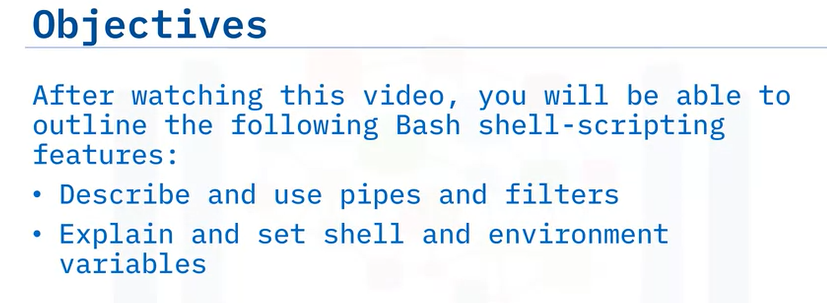 Objectives
After watching this video, you will be able to
outline the following Bash shell-scripting
features:
• Describe and use pipes and filters
• Explain and set shell and environment
variables